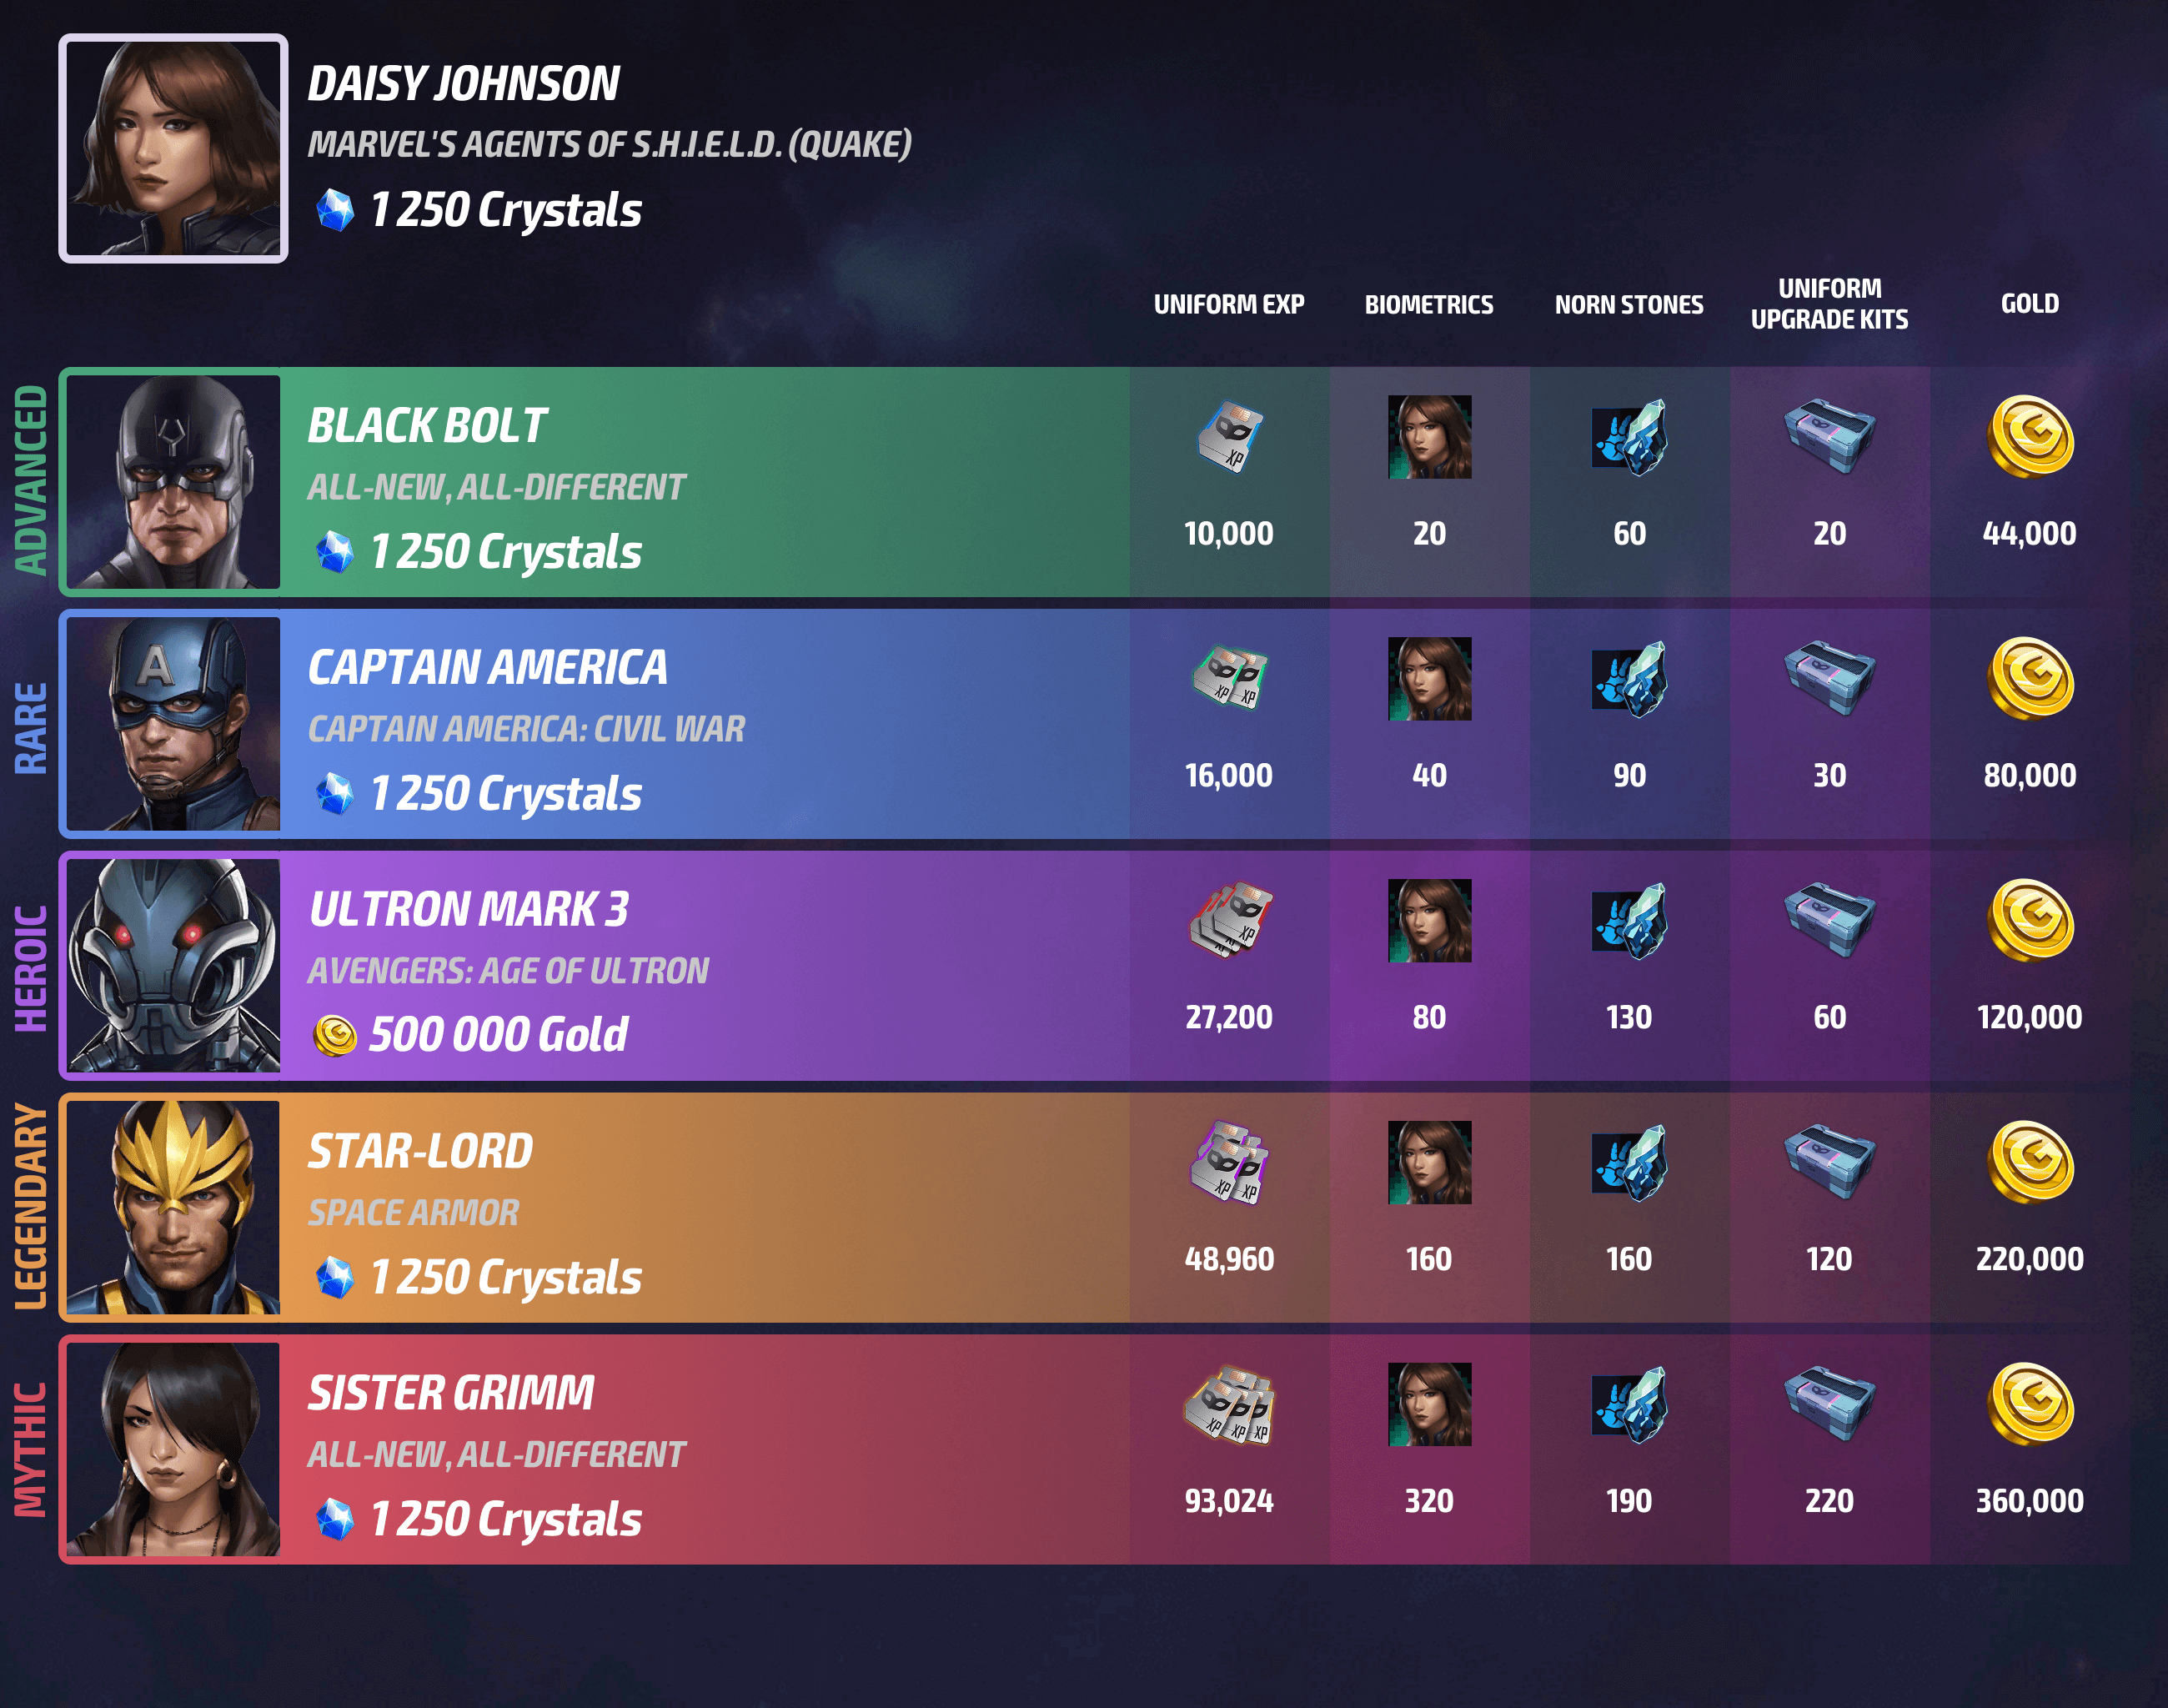 DAISY JOHNSON
MARVEL'S AGENTS OF S.H.I.E.L.D. (QUAKE)
1 250 Crystals
UNIFORM EXP
BIOMETRICS
NORN STONES
UNIFORM
UPGRADE KITS
GOLD
ADVANCED
BLACK BOLT
ALL-NEW, ALL-DIFFERENT
1 250 Crystals
XP
10,000
20
60
20
44,000
RARE
A
CAPTAIN AMERICA
CAPTAIN AMERICA: CIVIL WAR
1 250 Crystals
XP XP
16,000
40
90
30
80,000
HEROIC
ULTRON MARK 3
AVENGERS: AGE OF ULTRON
500 000 Gold
XP
27,200
80
130
60
120,000
LEGENDARY
STAR-LORD
SPACE ARMOR
1 250 Crystals
XP XP
48,960
160
160
120
220,000
MYTHIC
SISTER GRIMM
ALL-NEW, ALL-DIFFERENT
1 250 Crystals
XP XP XP
93,024
320
190
220
360,000